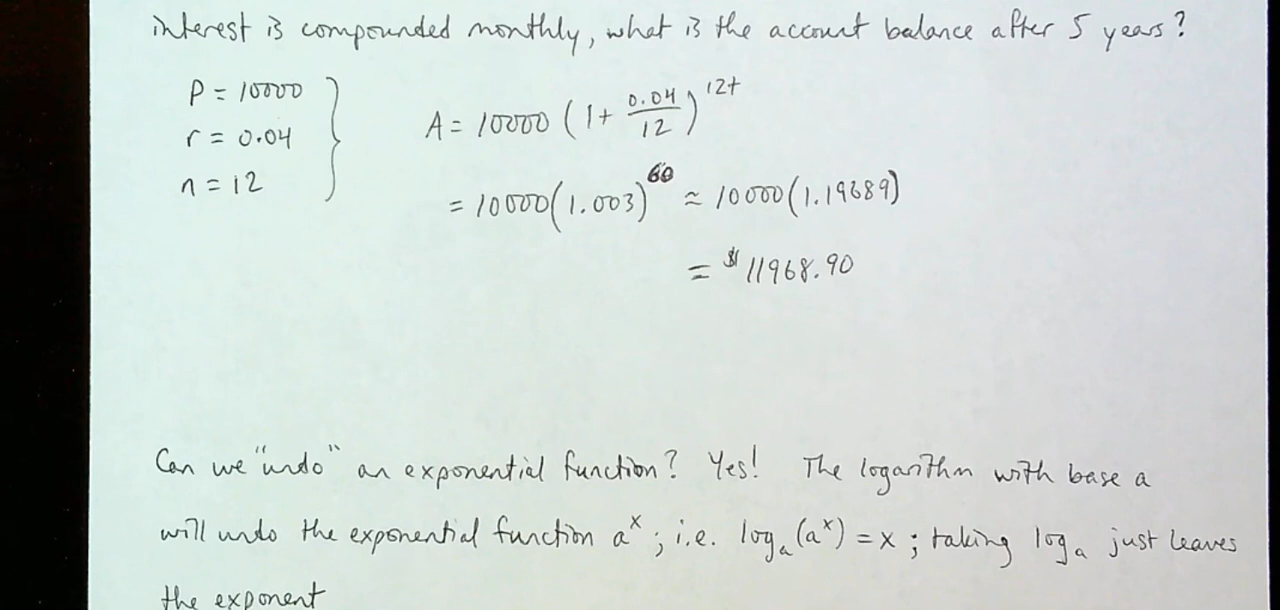 interest is compounded monthly, what is the account balance after 5 years?
P = 10000
r = 0.04
n = 12
A = 10000 (1 + 0.04/12)^12t
= 10000(1.003)^60 ≈ 10000(1.19689)
= $11968.90
Can we "undo" an exponential function? Yes! The logarithm with base a
will undo the exponential function a^x; i.e. log_a(a^x) = x; taking log_a just leaves
the exponent